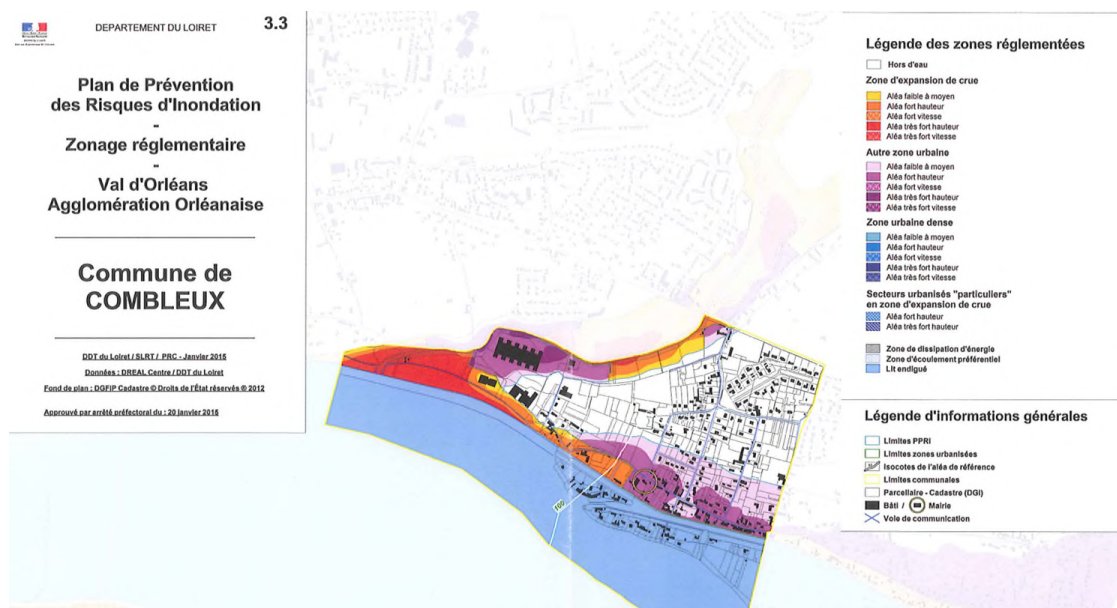 DEPARTEMENT DU LOIRET
3.3
Plan de Prévention
des Risques d'Inondation
-
Zonage réglementaire
-
Val d'Orléans
Agglomération Orléanaise
Commune de
COMBLEUX
DDT du Loiret / SLRT / PRC - Janvier 2015
Données : DREAL Centre / DDT du Loiret
Fond de plan : DGFIP Cadastre © Droits de l'État réservés © 2012
Approuvé par arrêté préfectoral du : 20 janvier 2015
100
Légende des zones réglementées
Hors d'eau
Zone d'expansion de crue
Aléa faible à moyen
Aléa fort hauteur
Aléa fort vitesse
Aléa très fort hauteur
Aléa très fort vitesse
Autre zone urbaine
Aléa faible à moyen
Aléa fort hauteur
Aléa fort vitesse
Aléa très fort hauteur
Aléa très fort vitesse
Zone urbaine dense
Aléa faible à moyen
Aléa fort hauteur
Aléa fort vitesse
Aléa très fort hauteur
Aléa très fort vitesse
Secteurs urbanisés "particuliers"
en zone d'expansion de crue
Aléa fort hauteur
Aléa très fort hauteur
Zone de dissipation d'énergie
Zone d'écoulement préférentiel
Lit endigué
Légende d'informations générales
Limites PPRI
Limites zones urbanisées
Isocotes de l'aléa de référence
Limites communales
Parcellaire - Cadastre (DGI)
Bâti / Mairie
Voie de communication